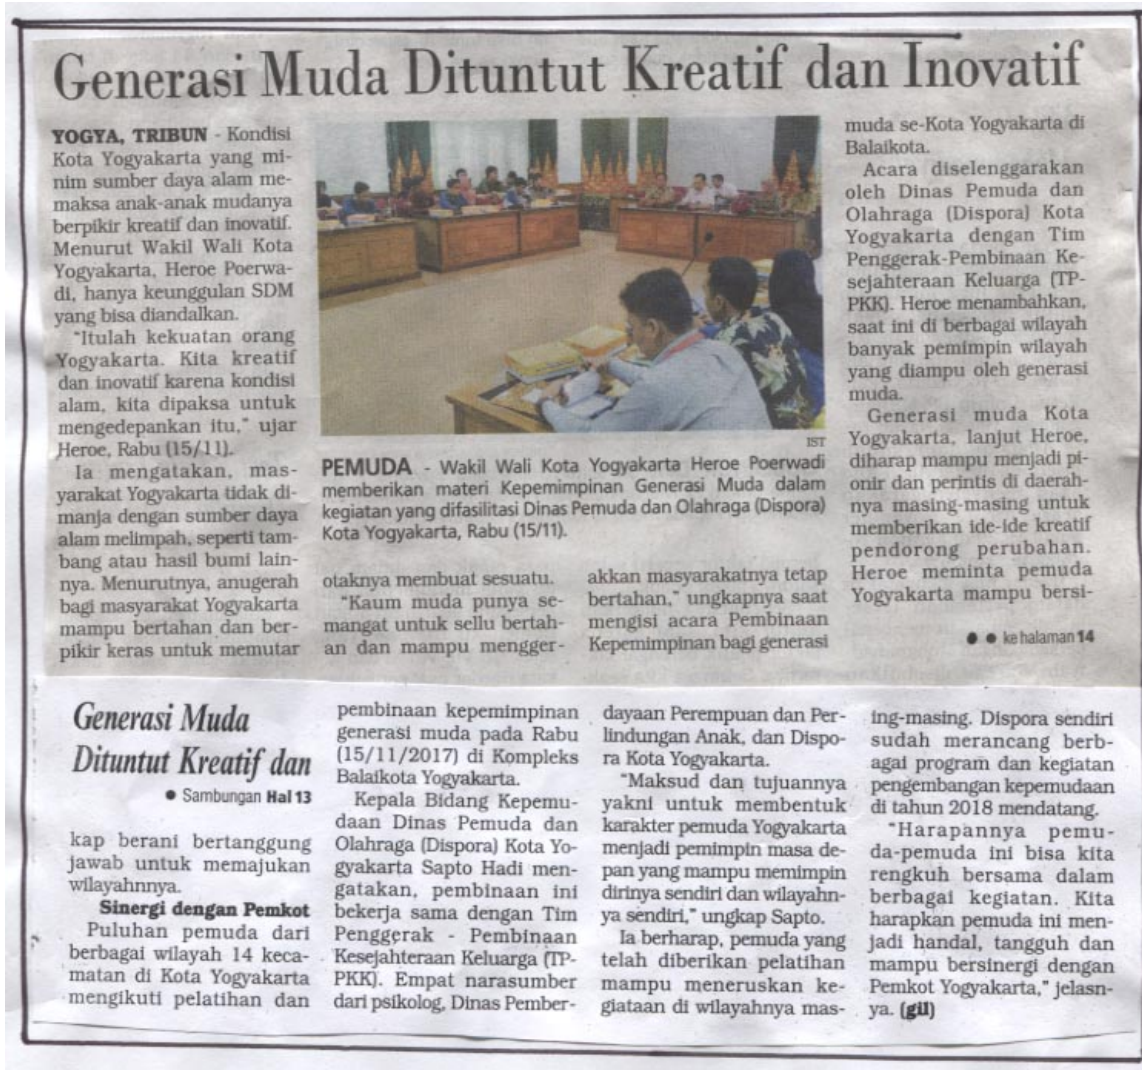 Generasi Muda Dituntut Kreatif dan Inovatif
YOGYA, TRIBUN - Kondisi
Kota Yogyakarta yang mi-
nim sumber daya alam me-
maksa anak-anak mudanya
berpikir kreatif dan inovatif.
Menurut Wakil Wali Kota
Yogyakarta, Heroe Poerwa-
di, hanya keunggulan SDM
yang bisa diandalkan.
"Itulah kekuatan orang
Yogyakarta. Kita kreatif
dan inovatif karena kondisi
alam, kita dipaksa untuk
mengedepankan itu," ujar
Heroe, Rabu (15/11).
Ia mengatakan, mas-
yarakat Yogyakarta tidak di-
manja dengan sumber daya
alam melimpah, seperti tam-
bang atau hasil bumi lain-
nya. Menurutnya, anugerah
bagi masyarakat Yogyakarta
mampu bertahan dan ber-
pikir keras untuk memutar
IST
PEMUDA - Wakil Wali Kota Yogyakarta Heroe Poerwadi
memberikan materi Kepemimpinan Generasi Muda dalam
kegiatan yang difasilitasi Dinas Pemuda dan Olahraga (Dispora)
Kota Yogyakarta, Rabu (15/11).
otaknya membuat sesuatu.
"Kaum muda punya se-
mangat untuk sellu bertah-
an dan mampu mengger-
akkan masyarakatnya tetap
bertahan," ungkapnya saat
mengisi acara Pembinaan
Kepemimpinan bagi generasi
muda se-Kota Yogyakarta di
Balaikota.
Acara diselenggarakan
oleh Dinas Pemuda dan
Olahraga (Dispora) Kota
Yogyakarta dengan Tim
Penggerak-Pembinaan Ke-
sejahteraan Keluarga (TP-
PKK). Heroe menambahkan,
saat ini di berbagai wilayah
banyak pemimpin wilayah
yang diampu oleh generasi
muda.
Generasi muda Kota
Yogyakarta, lanjut Heroe,
diharap mampu menjadi pi-
onir dan perintis di daerah-
nya masing-masing untuk
memberikan ide-ide kreatif
pendorong perubahan.
Heroe meminta pemuda
Yogyakarta mampu bersi-
● ● ke halaman 14
Generasi Muda
Dituntut Kreatif dan
● Sambungan Hal 13
kap berani bertanggung
jawab untuk memajukan
wilayahnnya.
Sinergi dengan Pemkot
Puluhan pemuda dari
berbagai wilayah 14 keca-
matan di Kota Yogyakarta
mengikuti pelatihan dan
pembinaan kepemimpinan
generasi muda pada Rabu
(15/11/2017) di Kompleks
Balaikota Yogyakarta.
Kepala Bidang Kepemu-
daan Dinas Pemuda dan
Olahraga (Dispora) Kota Yo-
gyakarta Sapto Hadi men-
gatakan, pembinaan ini
bekerja sama dengan Tim
Penggerak - Pembinaan
Kesejahteraan Keluarga (TP-
PKK). Empat narasumber
dari psikolog, Dinas Pember-
dayaan Perempuan dan Per-
lindungan Anak, dan Dispo-
ra Kota Yogyakarta.
"Maksud dan tujuannya
yakni untuk membentuk
karakter pemuda Yogyakarta
menjadi pemimpin masa de-
pan yang mampu memimpin
dirinya sendiri dan wilayahn-
ya sendiri," ungkap Sapto.
Ia berharap, pemuda yang
telah diberikan pelatihan
mampu meneruskan ke-
giataan di wilayahnya mas-
ing-masing. Dispora sendiri
sudah merancang berb-
agai program dan kegiatan
pengembangan kepemudaan
di tahun 2018 mendatang.
"Harapannya pemu-
da-pemuda ini bisa kita
rengkuh bersama dalam
berbagai kegiatan. Kita
harapkan pemuda ini men-
jadi handal, tangguh dan
mampu bersinergi dengan
Pemkot Yogyakarta," jelasn-
ya. (gil)